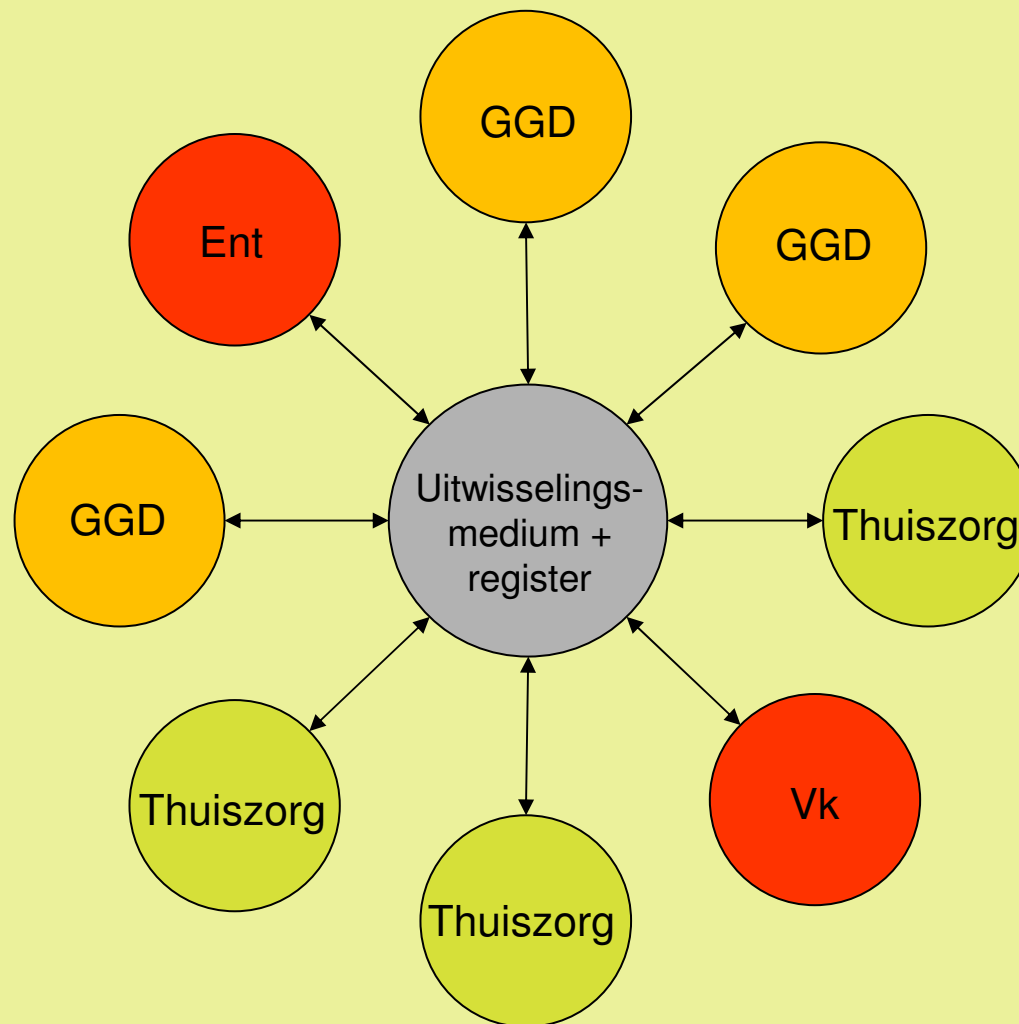 GGD
Ent
GGD
Uitwisselings-
medium +
register
GGD
Thuiszorg
Thuiszorg
Vk
Thuiszorg